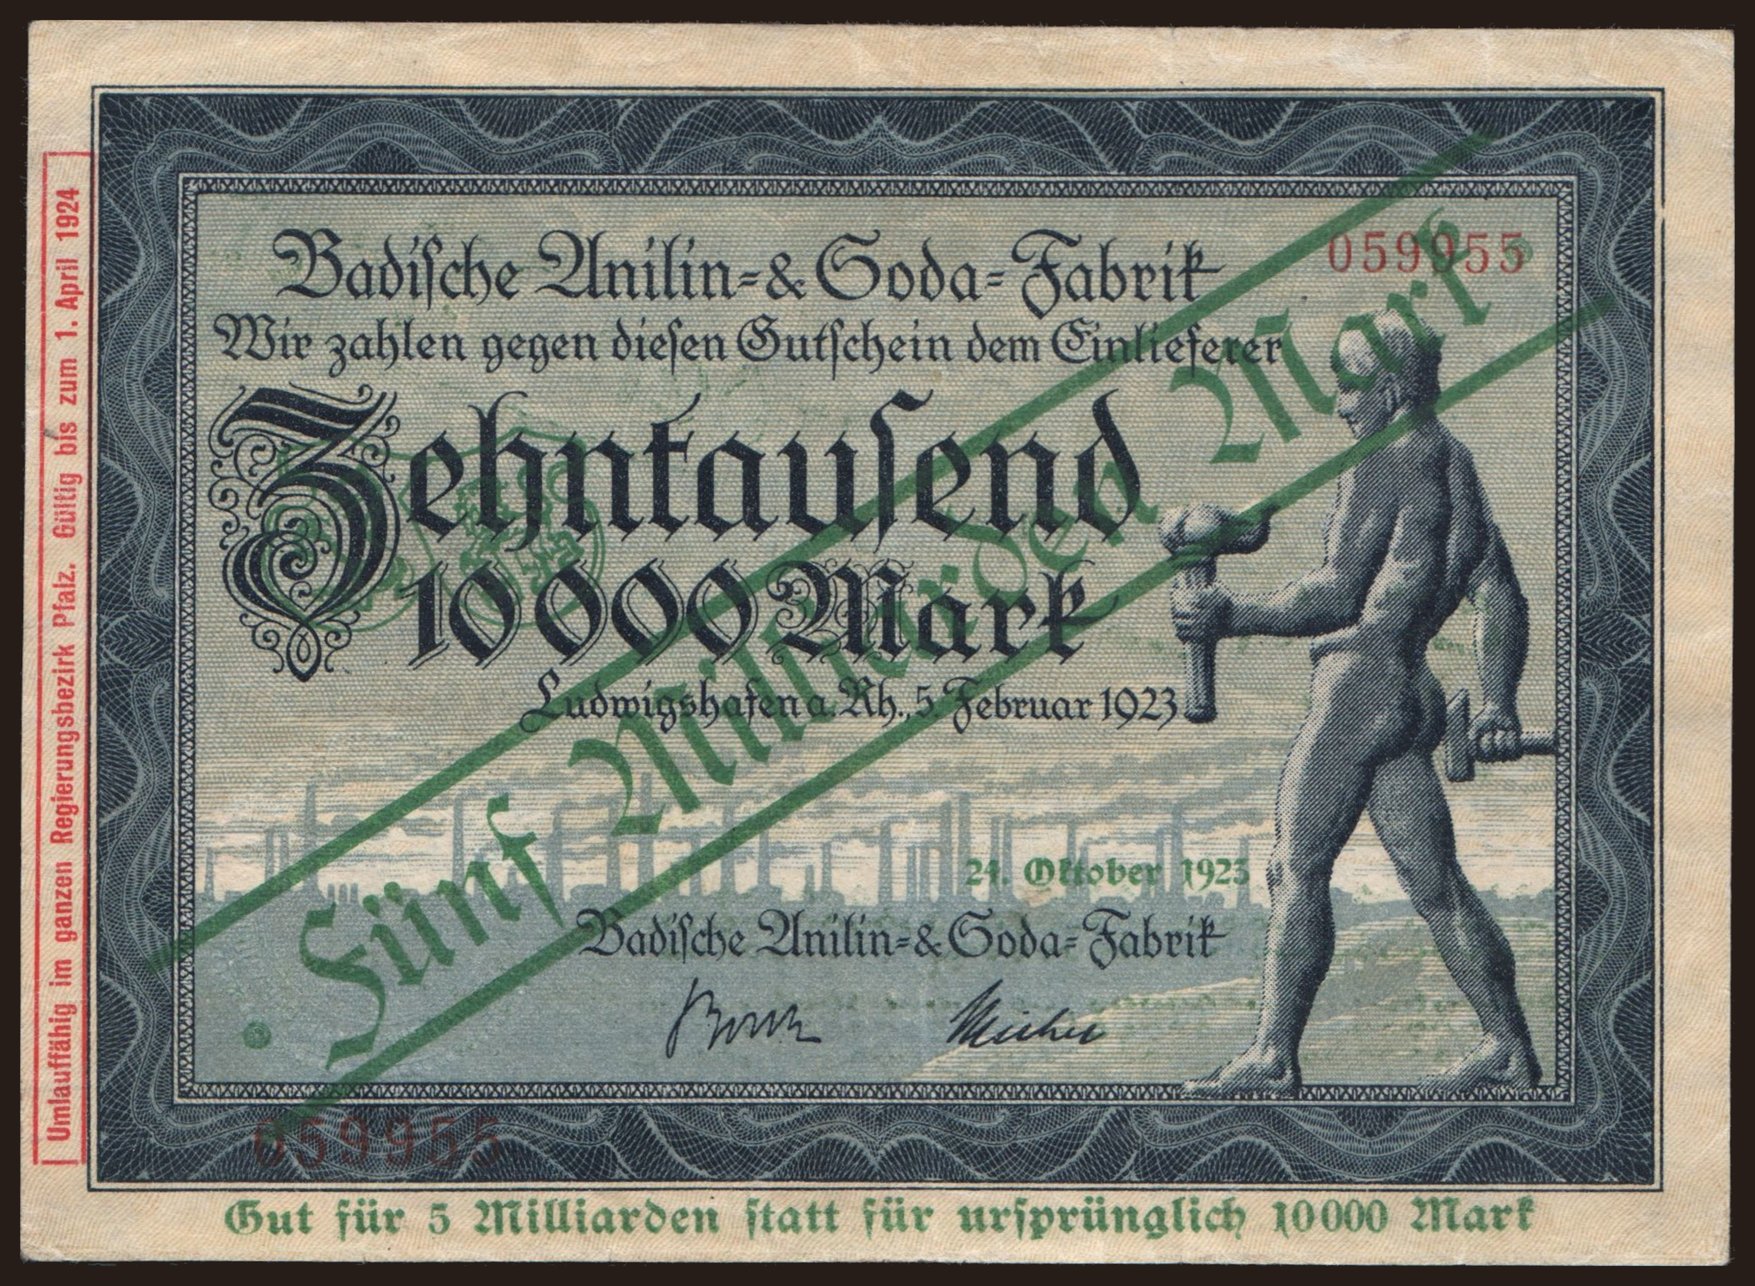 Badische Anilin=& Soda=Fabrik
059955
Wir zahlen gegen diesen Gutschein dem Einlieferer
Zehntausend
10000 Mark
Ludwigshafen a. Rh., 5. Februar 1923
Fünf Milliarden Mark
24. Oktober 1923
Badische Anilin=& Soda=Fabrik
059955
Gut für 5 Milliarden statt für ursprünglich 10000 Mark
Umlauffähig im ganzen Regierungsbezirk Pfalz. Gültig bis zum 1. April 1924